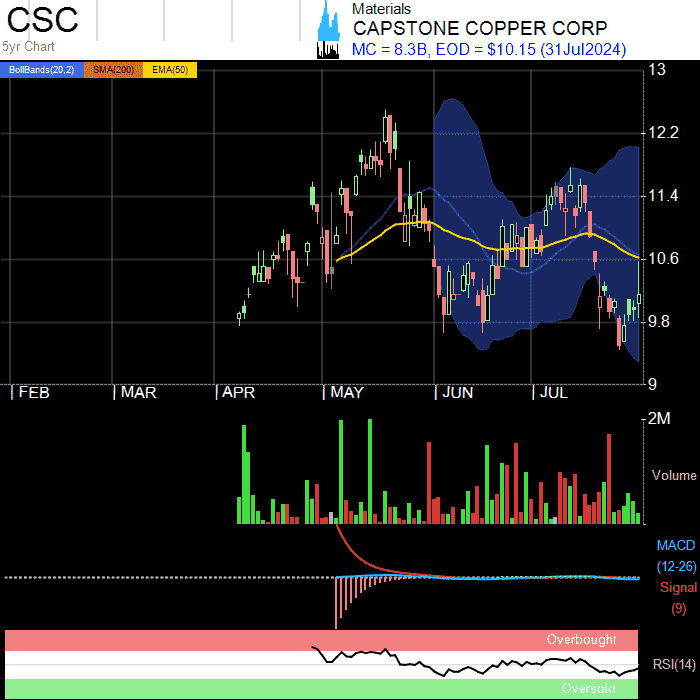 CSC
5yr Chart
Materials
CAPSTONE COPPER CORP
MC = 8.3B, EOD = $10.15 (31Jul2024)
BollBands(20,2) SMA(200) EMA(50)
13
12.2
11.4
10.6
9.8
9
FEB MAR APR MAY JUN JUL
2M
Volume
MACD
(12-26)
Signal
(9)
Overbought
RSI(14)
Oversold